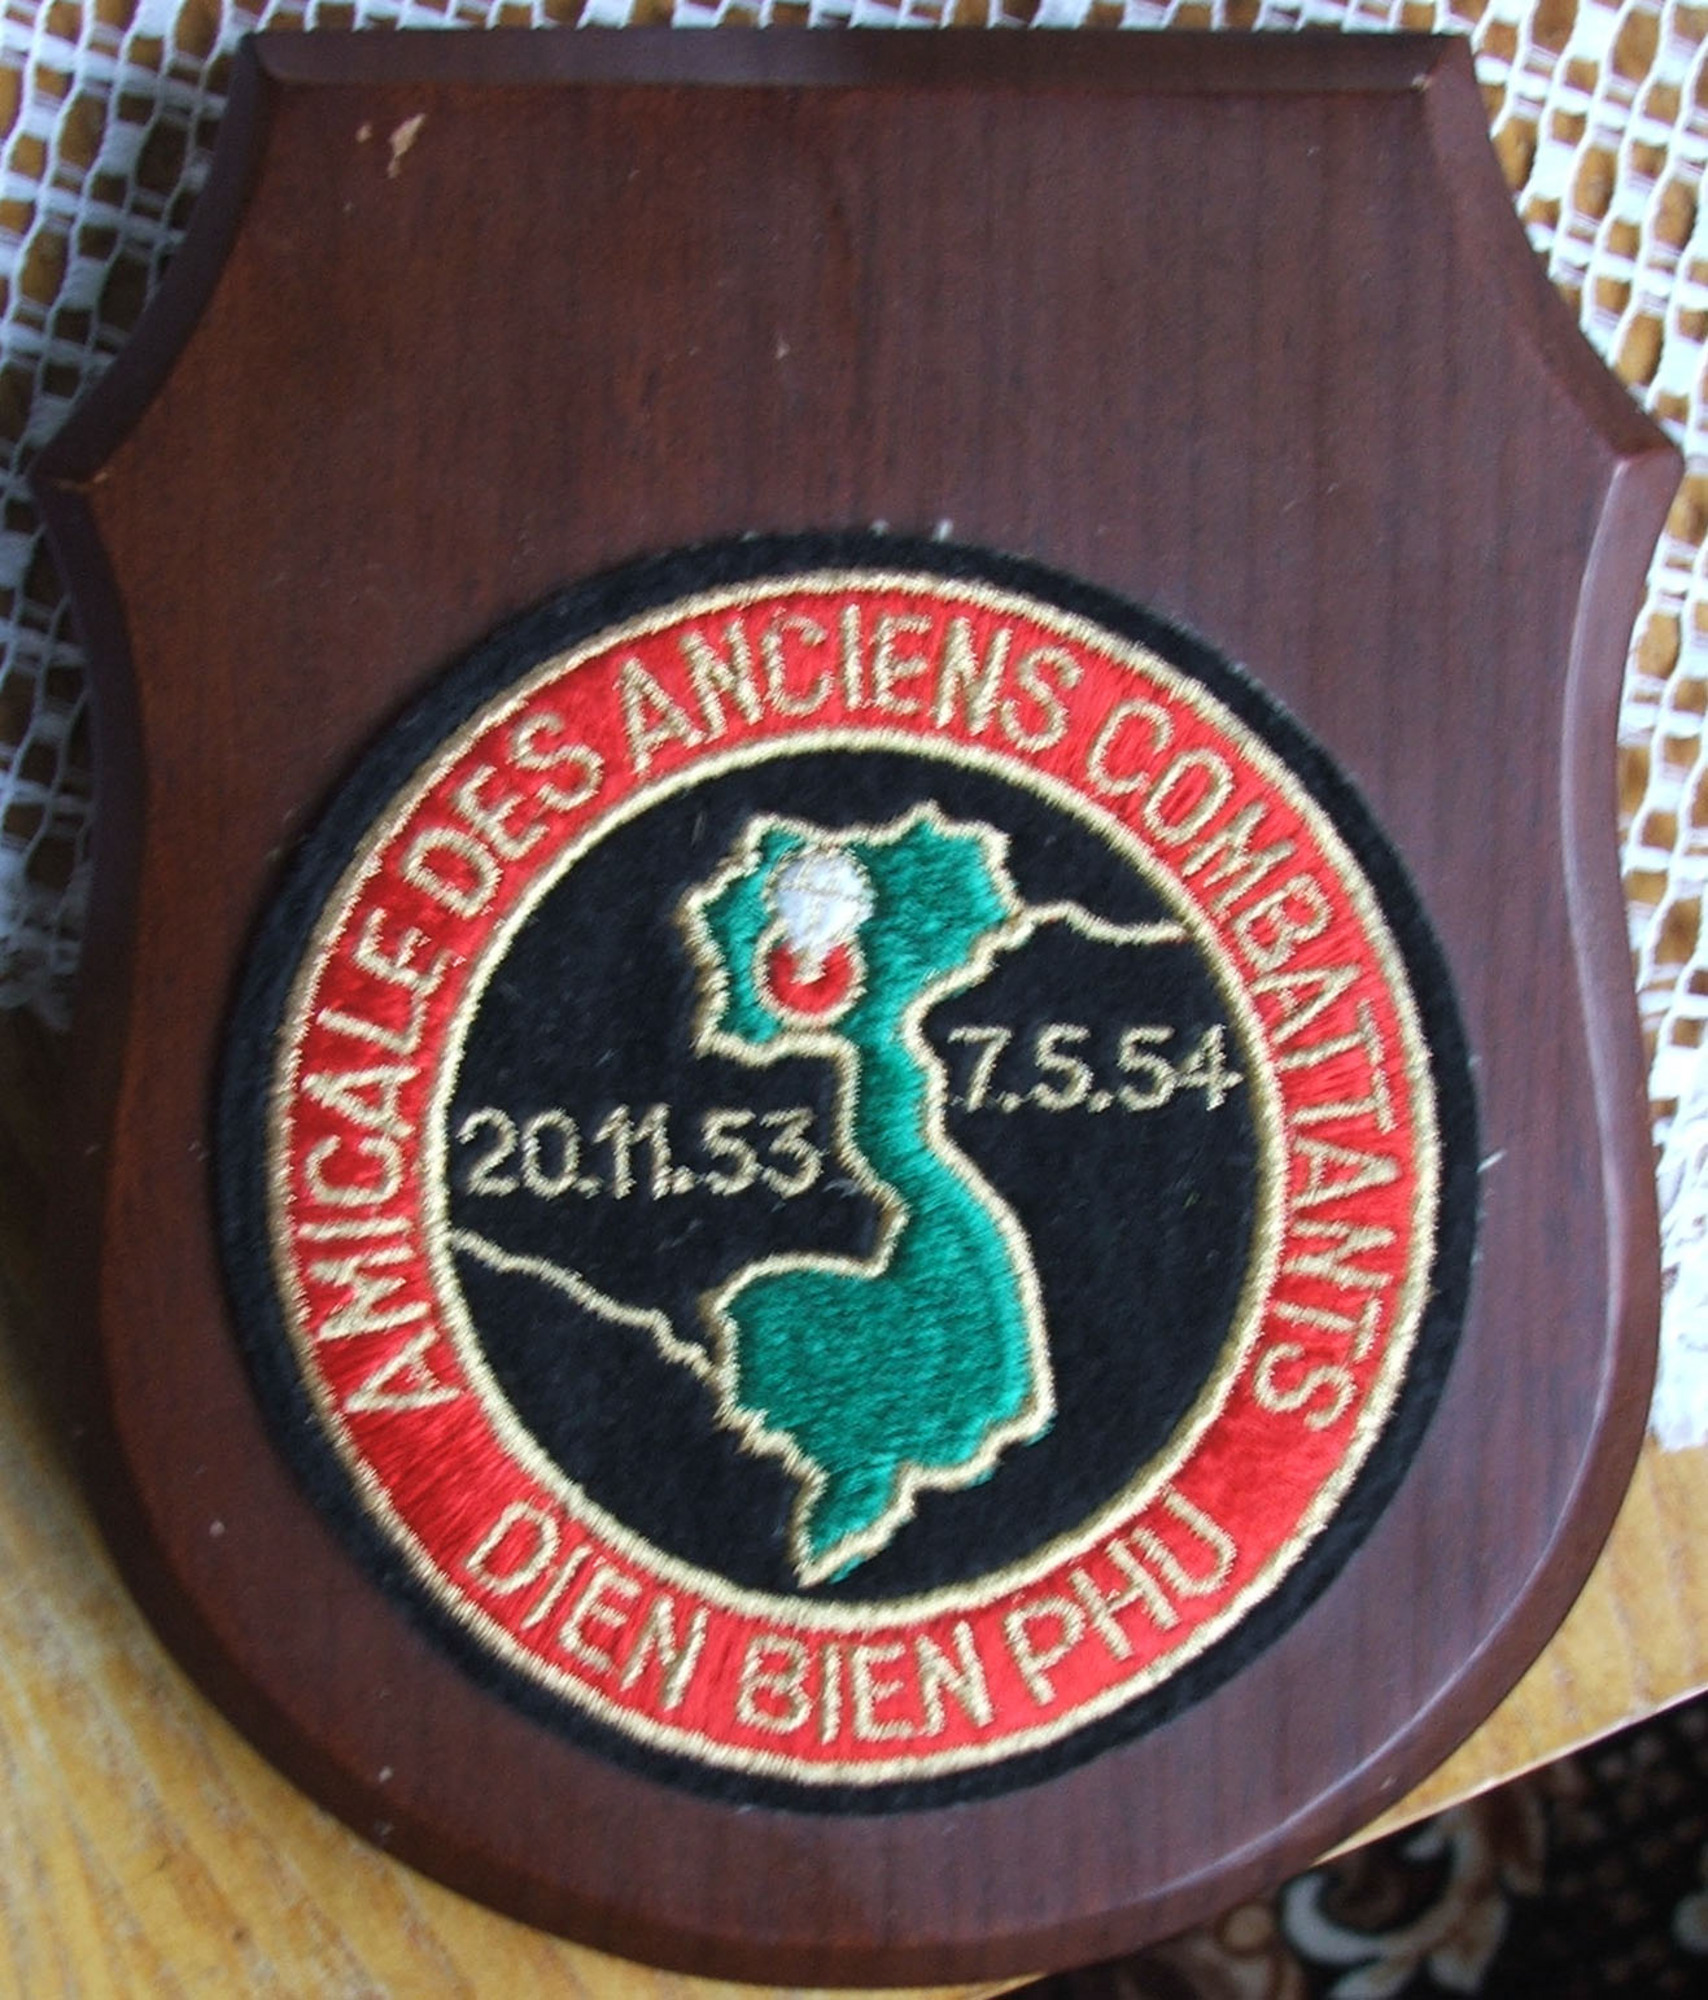 AMICALE DES ANCIENS COMBATTANTS
7.5.54
20.11.53
DIEN BIEN PHU